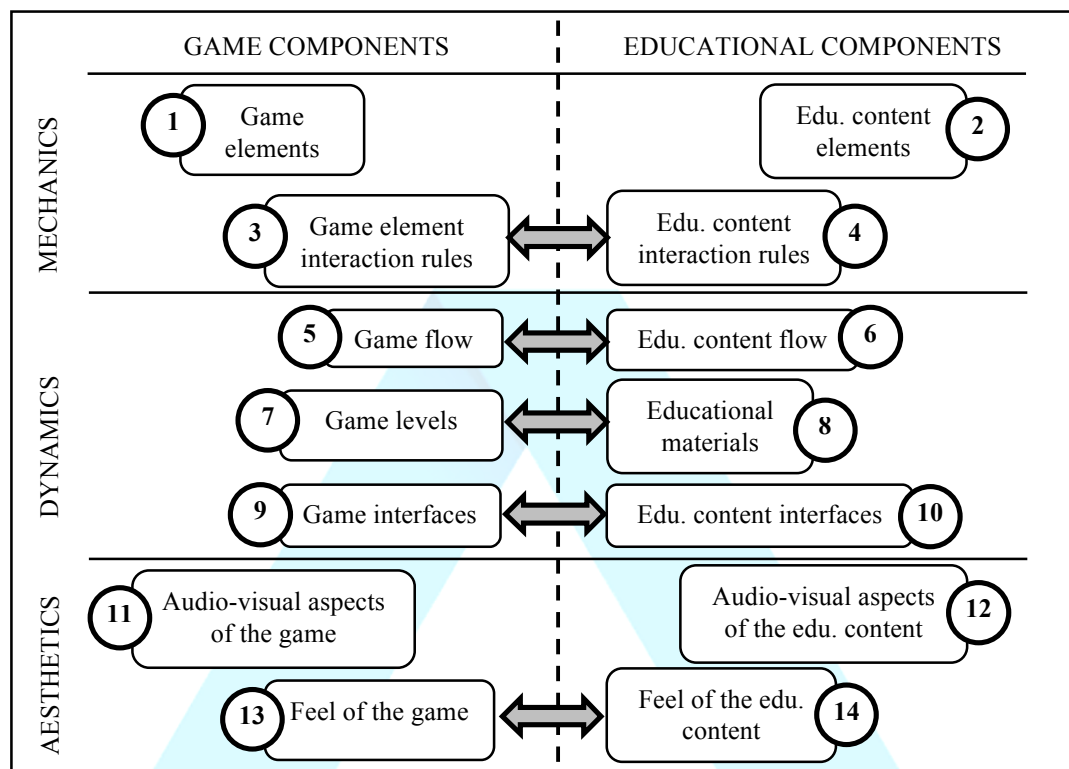 GAME COMPONENTS
EDUCATIONAL COMPONENTS
MECHANICS
1
Game
elements
Edu. content
elements
2
3
Game element
interaction rules
Edu. content
interaction rules
4
DYNAMICS
5
Game flow
Edu. content flow
6
7
Game levels
Educational
materials
8
9
Game interfaces
Edu. content interfaces
10
AESTHETICS
11
Audio-visual aspects
of the game
Audio-visual aspects
of the edu. content
12
13
Feel of the game
Feel of the edu.
content
14